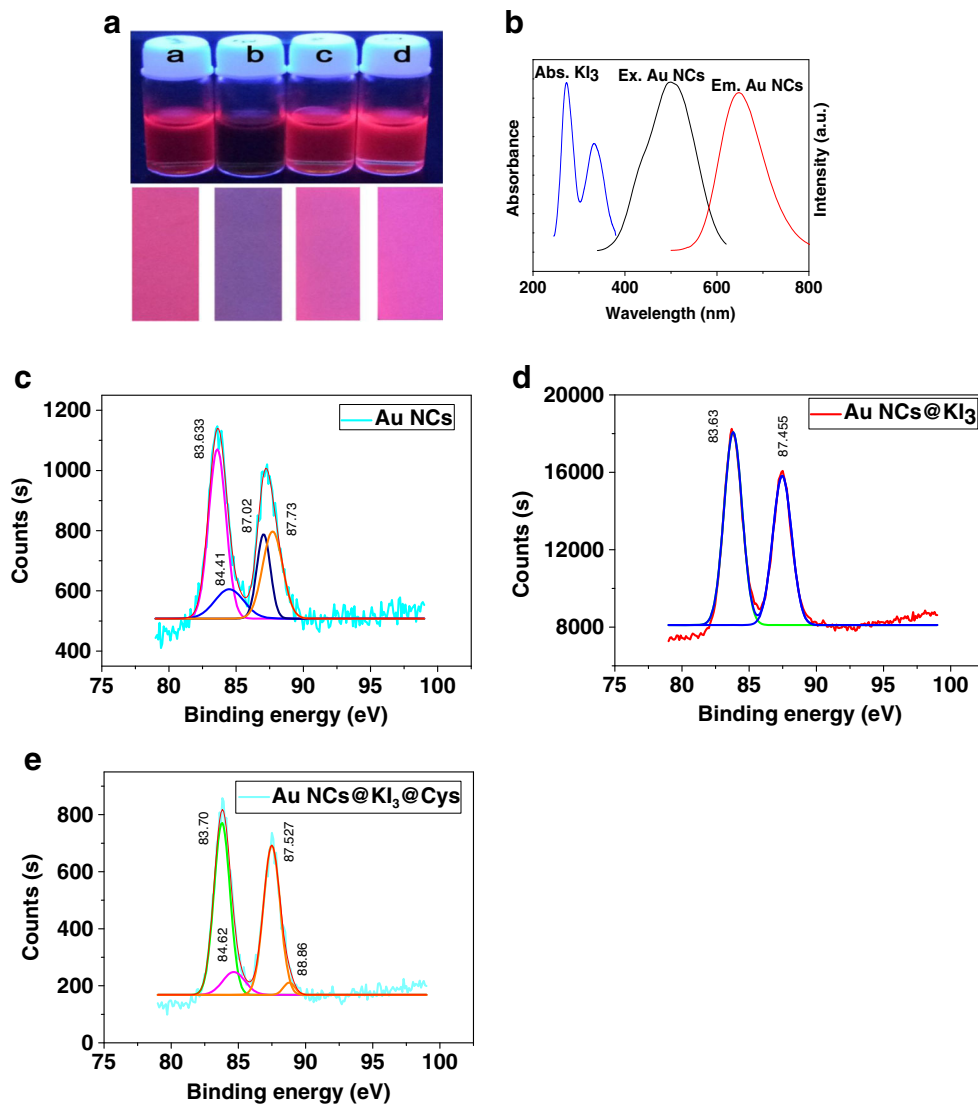 a
a b c d
b
Abs. KI₃
Ex. Au NCs
Em. Au NCs
Absorbance
Intensity (a.u.)
200 400 600 800
Wavelength (nm)
c
Au NCs
83.633
84.41
87.02
87.73
1200
1000
800
600
400
Counts (s)
75 80 85 90 95 100
Binding energy (eV)
d
Au NCs@KI₃
83.63
87.455
20000
16000
12000
8000
Counts (s)
80 85 90 95 100
Binding energy (eV)
e
Au NCs@KI₃@Cys
83.70
84.62
87.527
88.86
800
600
400
200
0
Counts (s)
75 80 85 90 95 100
Binding energy (eV)